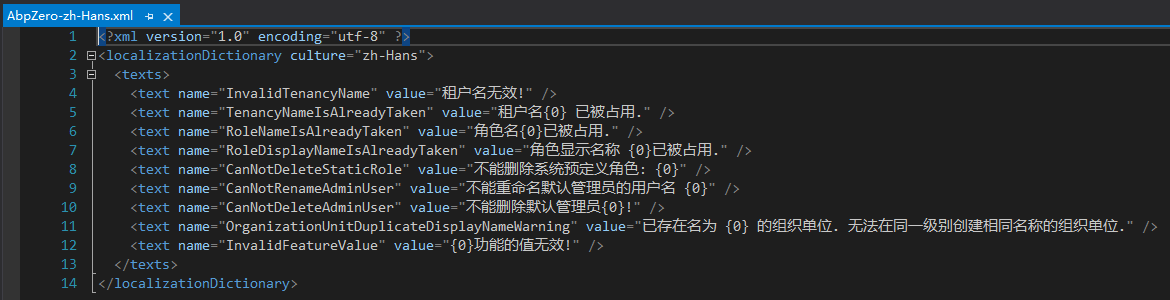 AbpZero-zh-Hans.xml
1 <?xml version="1.0" encoding="utf-8" ?>
2 <localizationDictionary culture="zh-Hans">
3 <texts>
4 <text name="InvalidTenancyName" value="租户名无效!" />
5 <text name="TenancyNameIsAlreadyTaken" value="租户名{0} 已被占用." />
6 <text name="RoleNameIsAlreadyTaken" value="角色名{0}已被占用." />
7 <text name="RoleDisplayNameIsAlreadyTaken" value="角色显示名称 {0}已被占用." />
8 <text name="CanNotDeleteStaticRole" value="不能删除系统预定义角色: {0}" />
9 <text name="CanNotRenameAdminUser" value="不能重命名默认管理员的用户名 {0}" />
10 <text name="CanNotDeleteAdminUser" value="不能删除默认管理员{0}!" />
11 <text name="OrganizationUnitDuplicateDisplayNameWarning" value="已存在名为 {0} 的组织单位. 无法在同一级别创建相同名称的组织单位." />
12 <text name="InvalidFeatureValue" value="{0}功能的值无效!" />
13 </texts>
14 </localizationDictionary>